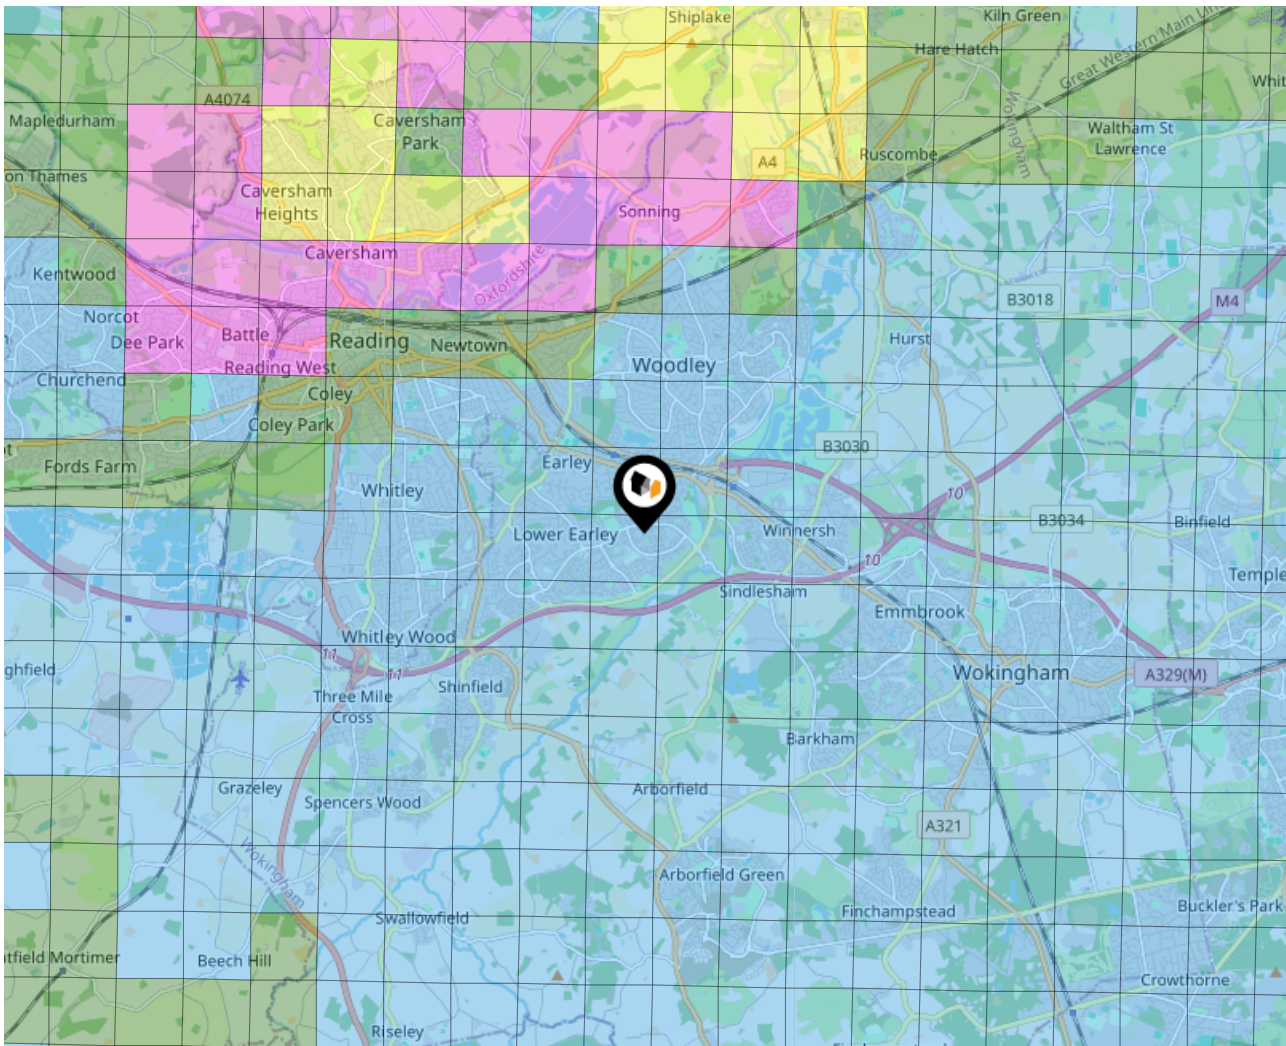 Shiplake
Kiln Green
Hare Hatch
Great Western Main Lin
Whit
A4074
Mapledurham
Caversham
Park
Wokingham
Waltham St
Lawrence
A4
Ruscombe
on Thames
Caversham
Heights
Sonning
Caversham
Kentwood
Oxfordshire
B3018
M4
Norcot
Dee Park
Battle
Reading
Newtown
Hurst
Reading West
Woodley
Churchend
Coley
Coley Park
B3030
Fords Farm
Earley
Whitley
10
Lower Earley
Winnersh
B3034
Binfield
10
Temple
Sindlesham
Emmbrook
Whitley Wood
11
11
ghfield
Shinfield
Wokingham
A329(M)
Three Mile
Cross
Barkham
Grazeley
Spencers Wood
Arborfield
A321
Wokingham
Arborfield Green
Swallowfield
Finchampstead
Buckler's Park
tfield Mortimer
Beech Hill
Crowthorne
Riseley